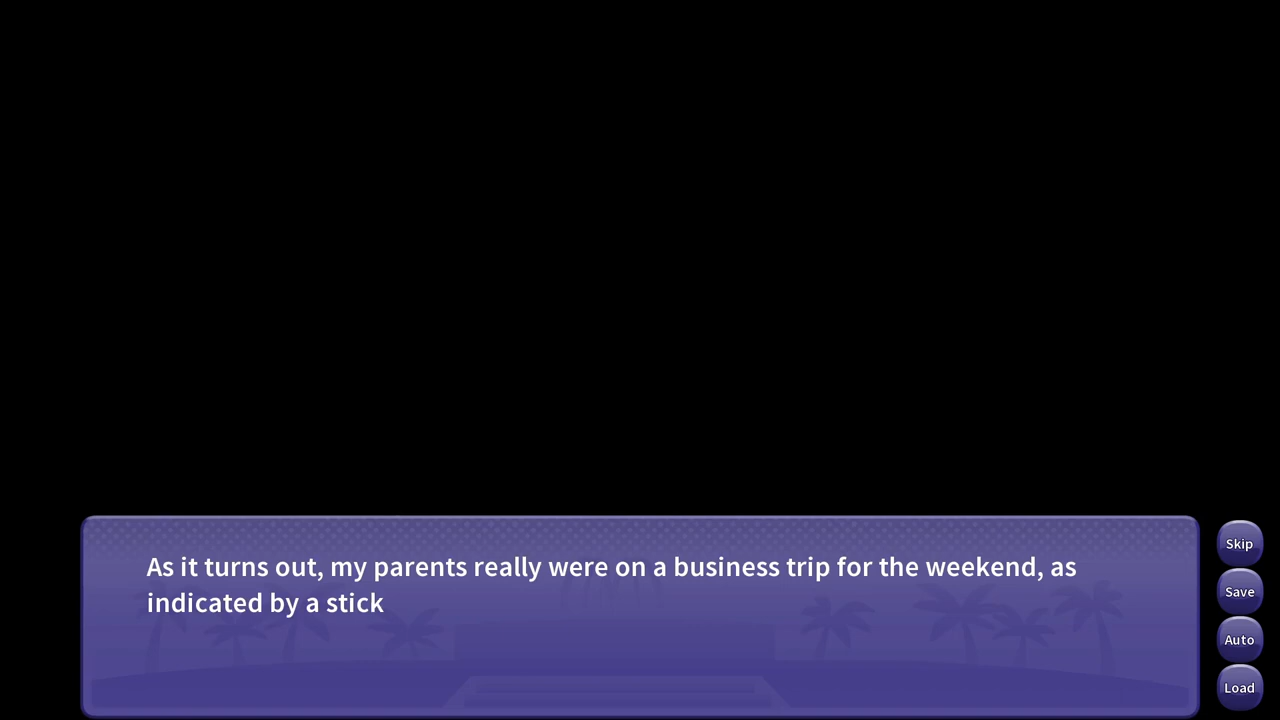 As it turns out, my parents really were on a business trip for the weekend, as
indicated by a stick
Skip
Save
Auto
Load